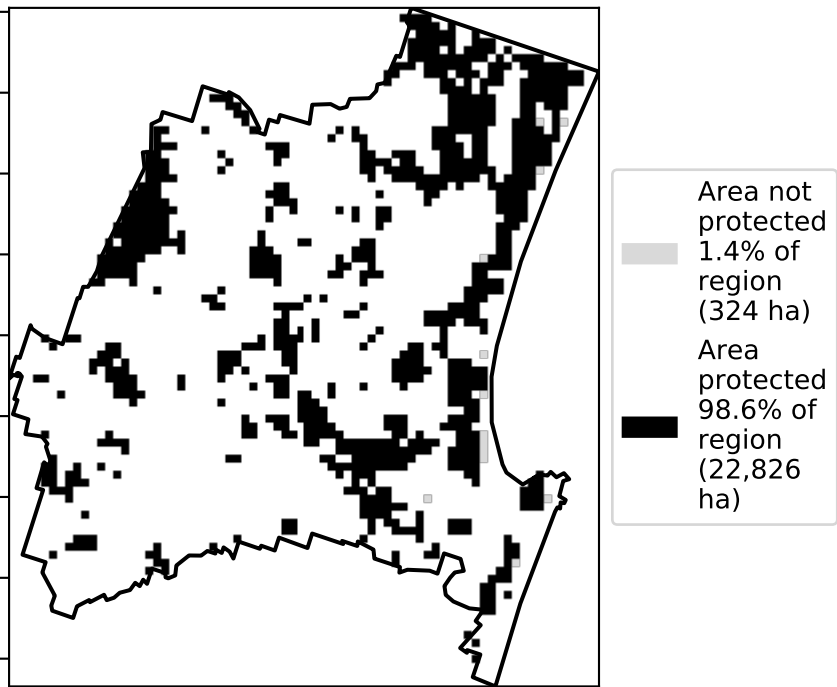 Area not
protected
1.4% of
region
(324 ha)
Area
protected
98.6% of
region
(22,826
ha)